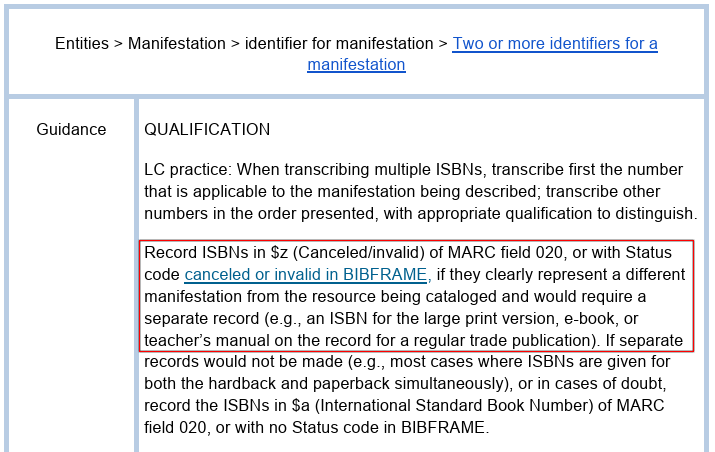 Entities > Manifestation > identifier for manifestation > Two or more identifiers for a
manifestation
Guidance
QUALIFICATION
LC practice: When transcribing multiple ISBNs, transcribe first the number
that is applicable to the manifestation being described; transcribe other
numbers in the order presented, with appropriate qualification to distinguish.
Record ISBNs in $z (Canceled/invalid) of MARC field 020, or with Status
code canceled or invalid in BIBFRAME, if they clearly represent a different
manifestation from the resource being cataloged and would require a
separate record (e.g., an ISBN for the large print version, e-book, or
teacher’s manual on the record for a regular trade publication). If separate
records would not be made (e.g., most cases where ISBNs are given for
both the hardback and paperback simultaneously), or in cases of doubt,
record the ISBNs in $a (International Standard Book Number) of MARC
field 020, or with no Status code in BIBFRAME.